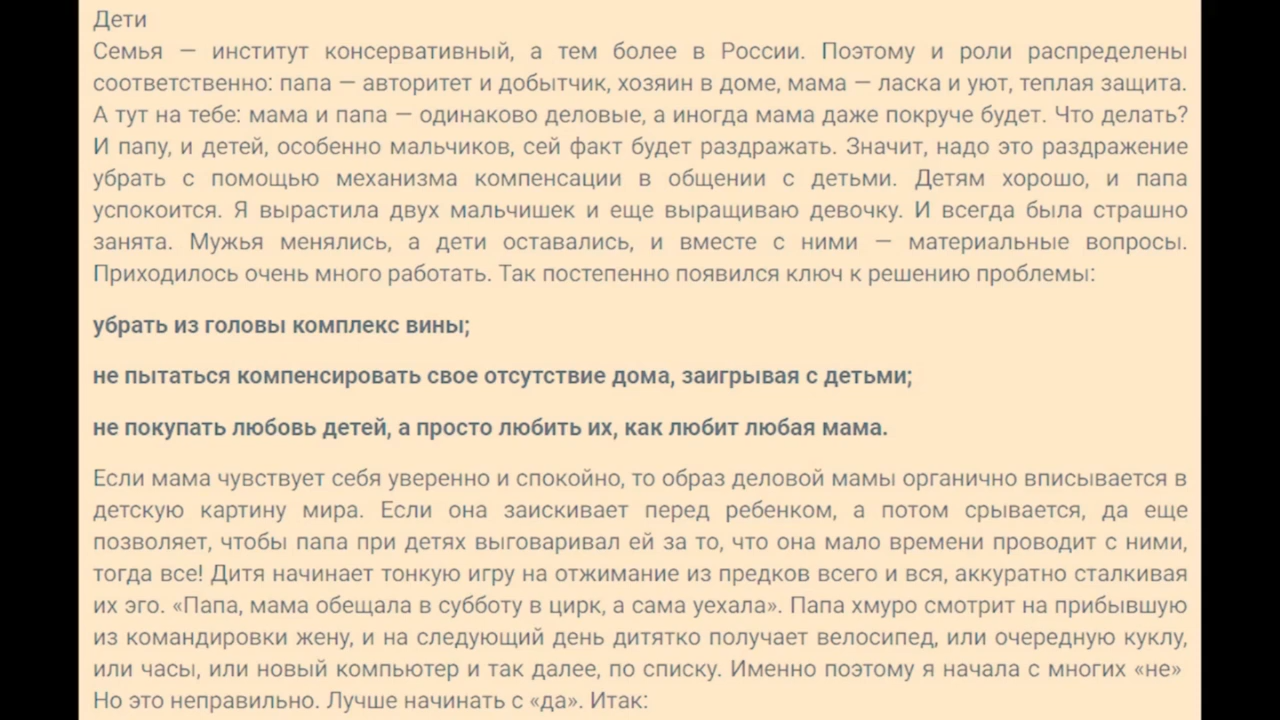 Дети
Семья — институт консервативный, а тем более в России. Поэтому и роли распределены
соответственно: папа — авторитет и добытчик, хозяин в доме, мама — ласка и уют, теплая защита.
А тут на тебе: мама и папа — одинаково деловые, а иногда мама даже покруче будет. Что делать?
И папу, и детей, особенно мальчиков, сей факт будет раздражать. Значит, надо это раздражение
убрать с помощью механизма компенсации в общении с детьми. Детям хорошо, и папа
успокоится. Я вырастила двух мальчишек и еще выращиваю девочку. И всегда была страшно
занята. Мужья менялись, а дети оставались, и вместе с ними — материальные вопросы.
Приходилось очень много работать. Так постепенно появился ключ к решению проблемы:
убрать из головы комплекс вины;
не пытаться компенсировать свое отсутствие дома, заигрывая с детьми;
не покупать любовь детей, а просто любить их, как любит любая мама.
Если мама чувствует себя уверенно и спокойно, то образ деловой мамы органично вписывается в
детскую картину мира. Если она заискивает перед ребенком, а потом срывается, да еще
позволяет, чтобы папа при детях выговаривал ей за то, что она мало времени проводит с ними,
тогда все! Дитя начинает тонкую игру на отжимание из предков всего и вся, аккуратно сталкивая
их эго. «Папа, мама обещала в субботу в цирк, а сама уехала». Папа хмуро смотрит на прибывшую
из командировки жену, и на следующий день дитятко получает велосипед, или очередную куклу,
или часы, или новый компьютер и так далее, по списку. Именно поэтому я начала с многих «не»
Но это неправильно. Лучше начинать с «да». Итак: